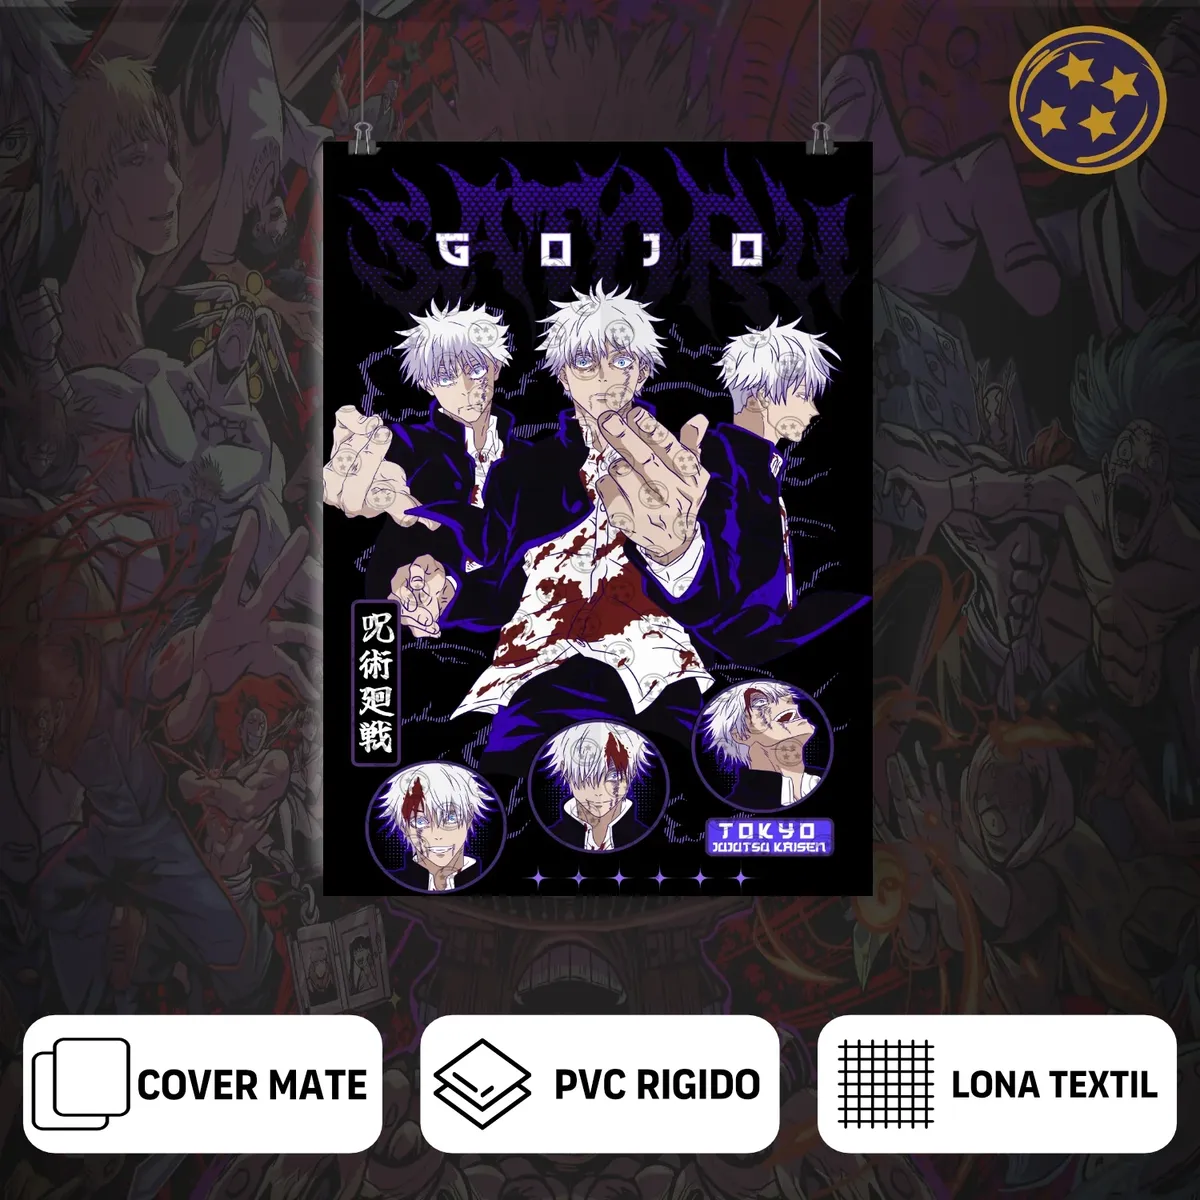 SATORU
GOJO
呪術廻戦
TOKYO
JUJUTSU KAISEN
COVER MATE
PVC RIGIDO
LONA TEXTIL